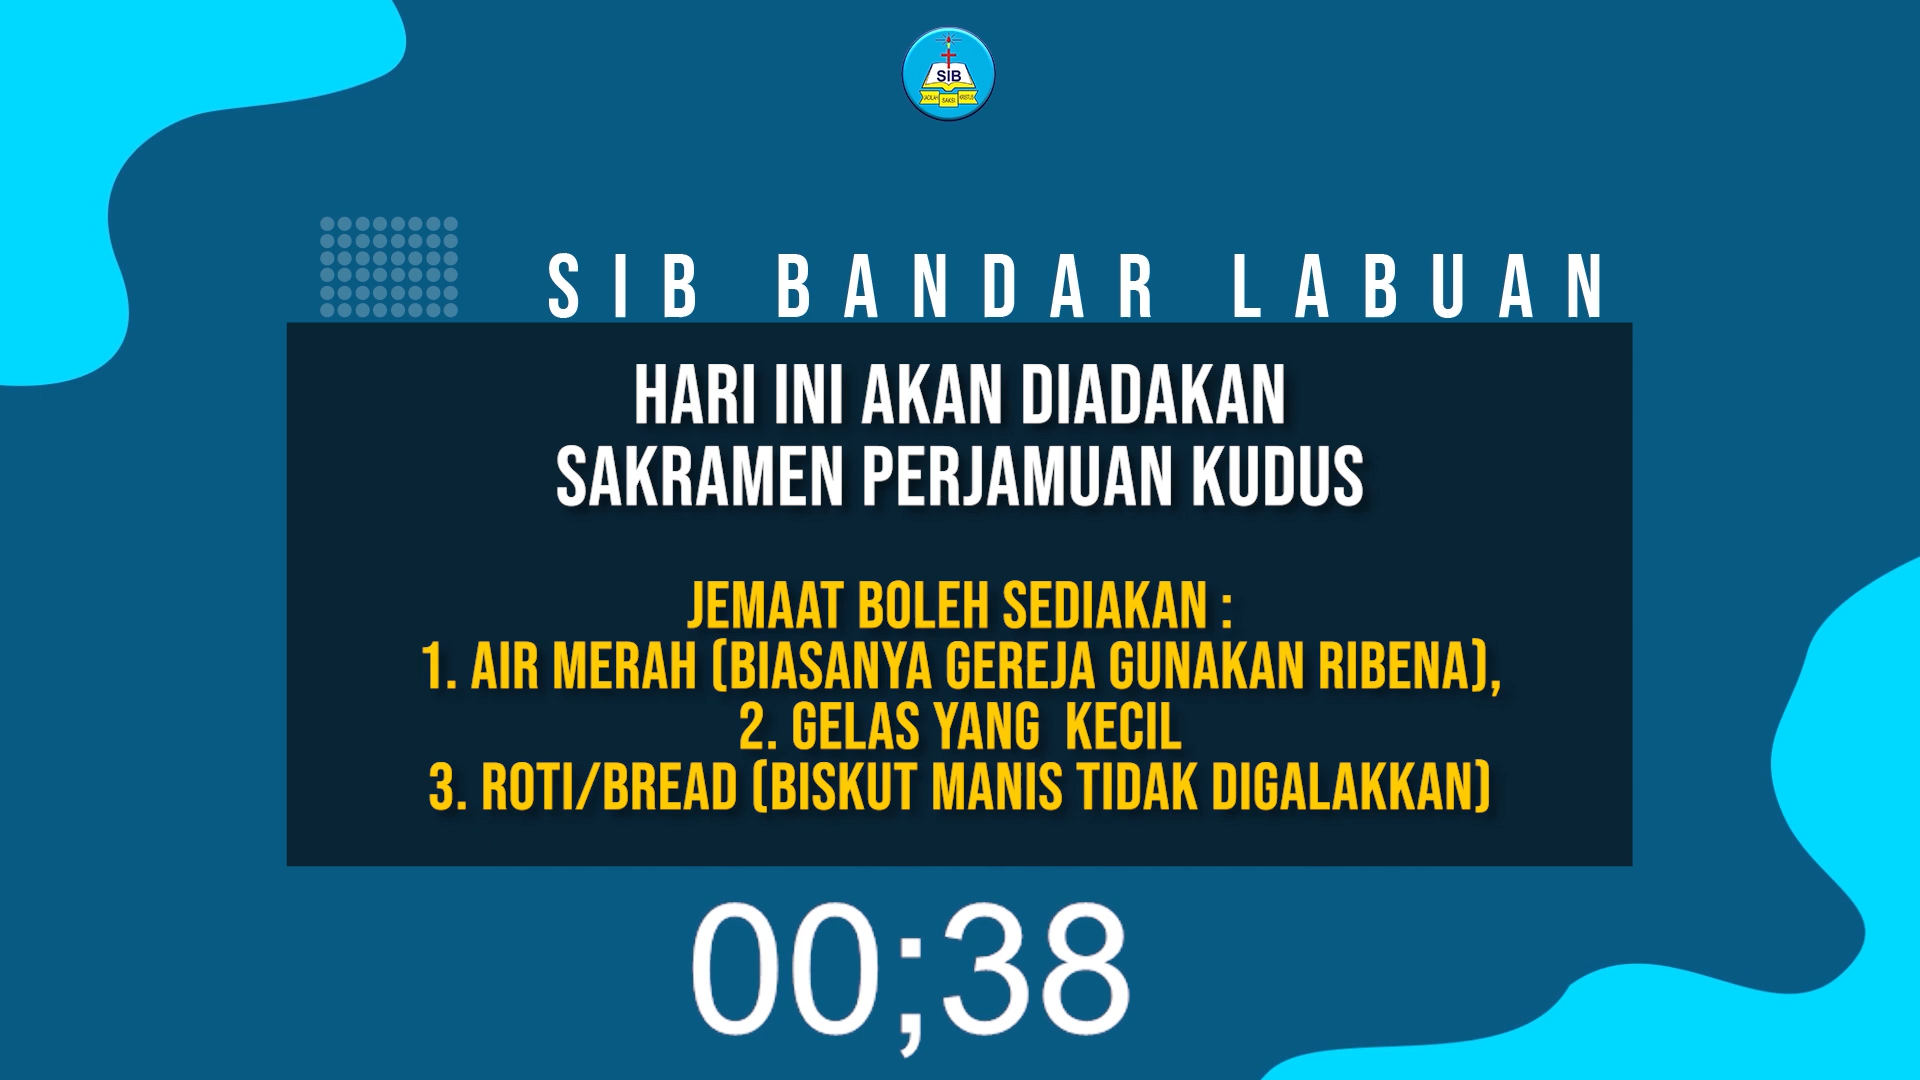 SIB
SAKSI
SIB BANDAR LABUAN
HARI INI AKAN DIADAKAN
SAKRAMEN PERJAMUAN KUDUS
JEMAAT BOLEH SEDIAKAN :
1. AIR MERAH (BIASANYA GEREJA GUNAKAN RIBENA),
2. GELAS YANG  KECIL
3. ROTI/BREAD (BISKUT MANIS TIDAK DIGALAKKAN)
00;38